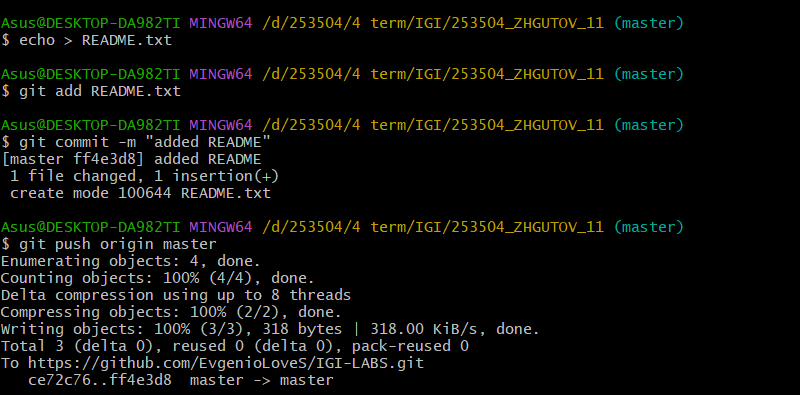 Asus@DESKTOP-DA982TI MINGW64 /d/253504/4 term/IGI/253504_ZHGUTOV_11 (master)
$ echo > README.txt
Asus@DESKTOP-DA982TI MINGW64 /d/253504/4 term/IGI/253504_ZHGUTOV_11 (master)
$ git add README.txt
Asus@DESKTOP-DA982TI MINGW64 /d/253504/4 term/IGI/253504_ZHGUTOV_11 (master)
$ git commit -m "added README"
[master ff4e3d8] added README
 1 file changed, 1 insertion(+)
 create mode 100644 README.txt
Asus@DESKTOP-DA982TI MINGW64 /d/253504/4 term/IGI/253504_ZHGUTOV_11 (master)
$ git push origin master
Enumerating objects: 4, done.
Counting objects: 100% (4/4), done.
Delta compression using up to 8 threads
Compressing objects: 100% (2/2), done.
Writing objects: 100% (3/3), 318 bytes | 318.00 KiB/s, done.
Total 3 (delta 0), reused 0 (delta 0), pack-reused 0
To https://github.com/EvgenioLoveS/IGI-LABS.git
   ce72c76..ff4e3d8  master -> master